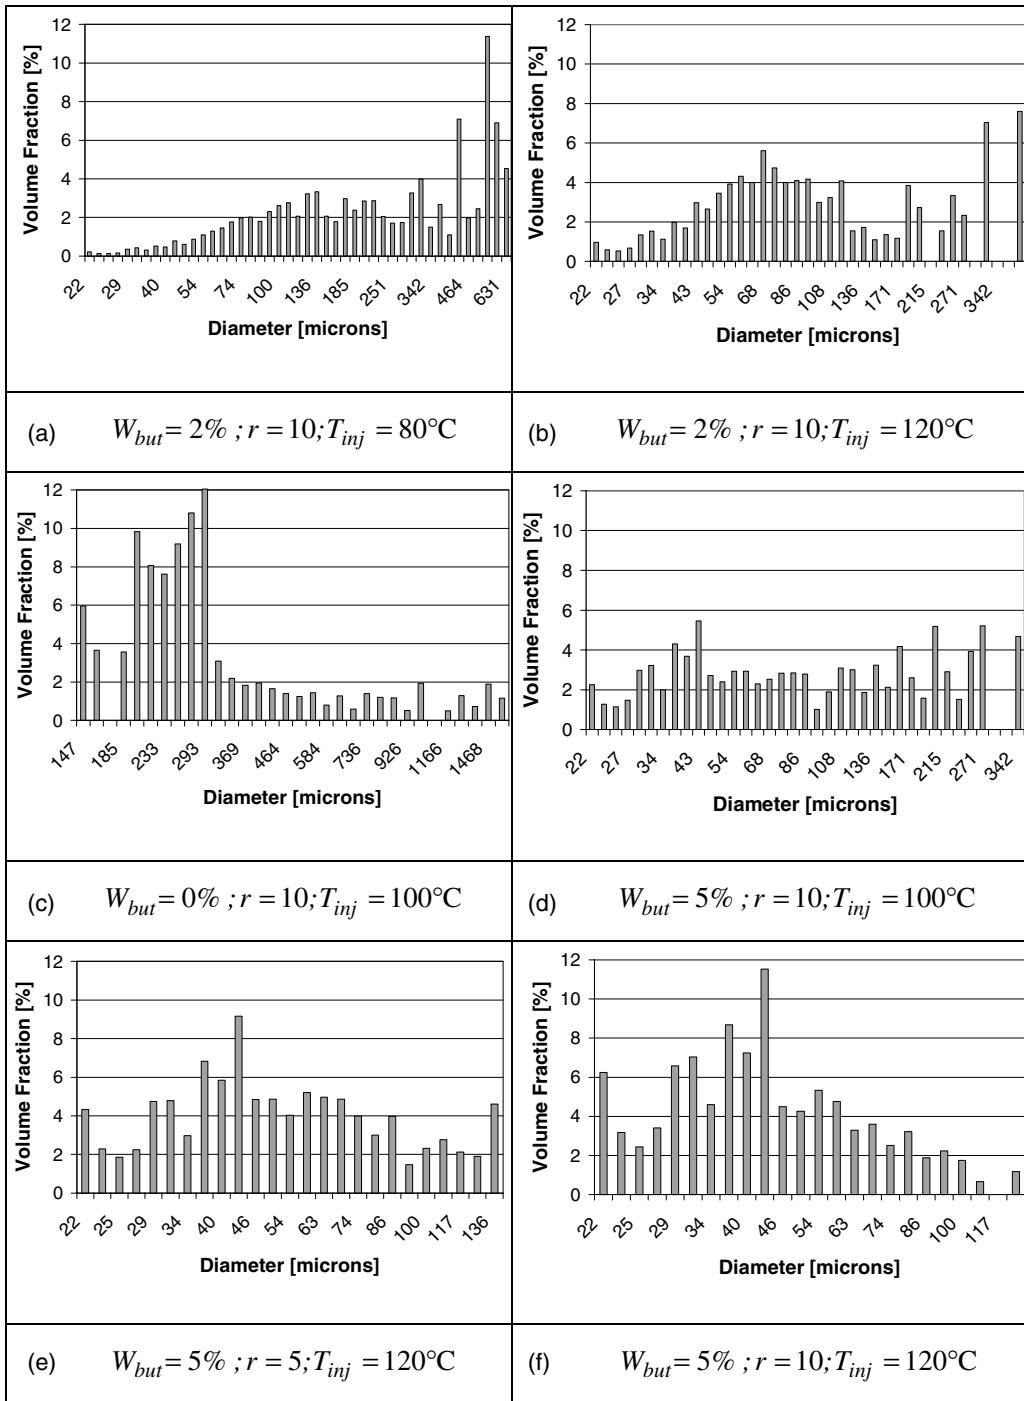 12
10
8
6
4
2
0
Volume Fraction [%]
22 29 40 54 74 100 136 185 251 342 464 631
Diameter [microns]
12
10
8
6
4
2
0
Volume Fraction [%]
22 27 34 43 54 68 86 108 136 171 215 271 342
Diameter [microns]
(a) W_but = 2% ; r = 10; T_inj = 80°C
(b) W_but = 2% ; r = 10; T_inj = 120°C
12
10
8
6
4
2
0
Volume Fraction [%]
147 185 233 293 369 464 584 736 926 1166 1468
Diameter [microns]
12
10
8
6
4
2
0
Volume Fraction [%]
22 27 34 43 54 68 86 108 136 171 215 271 342
Diameter [microns]
(c) W_but = 0% ; r = 10; T_inj = 100°C
(d) W_but = 5% ; r = 10; T_inj = 100°C
12
10
8
6
4
2
0
Volume Fraction [%]
22 25 29 34 40 46 54 63 74 86 100 117 136
Diameter [microns]
12
10
8
6
4
2
0
Volume Fraction [%]
22 25 29 34 40 46 54 63 74 86 100 117
Diameter [microns]
(e) W_but = 5% ; r = 5; T_inj = 120°C
(f) W_but = 5% ; r = 10; T_inj = 120°C